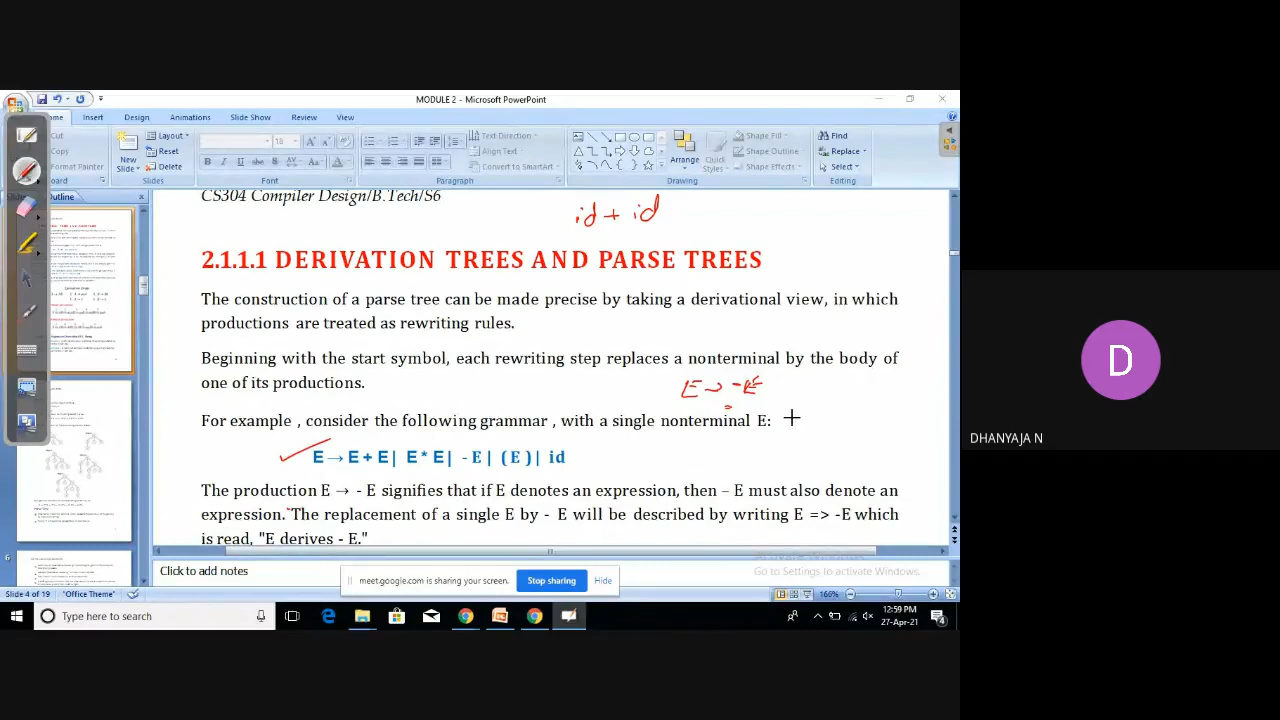 MODULE 2 - Microsoft PowerPoint
ome Insert Design Animations Slide Show Review View
Cut Layout 18 Text Direction Shape Fill Find
Copy New Slide Reset Align Text Arrange Quick Styles Shape Outline Replace
Format Painter Delete B I U S Convert to SmartArt Shape Effects Select
board Slides Font Paragraph Drawing Editing
Outline
CS304 Compiler Design/B.Tech/S6
id + id
2.1.1.1 DERIVATION TREES AND PARSE TREES
The construction of a parse tree can be made precise by taking a derivational view, in which
productions are treated as rewriting rules.
Beginning with the start symbol, each rewriting step replaces a nonterminal by the body of
one of its productions.
E → -E
For example , consider the following grammar , with a single nonterminal E:
E → E + E| E * E| - E | (E )| id
The production E → - E signifies that if E denotes an expression, then – E must also denote an
expression. The replacement of a single E by - E will be described by writing E => -E which
is read, "E derives - E."
6
Click to add notes
Go to Settings to activate Windows.
meet.google.com is sharing your screen. Stop sharing Hide
Slide 4 of 19 "Office Theme" 166%
Type here to search
12:59 PM
27-Apr-21
4
D
DHANYAJA N